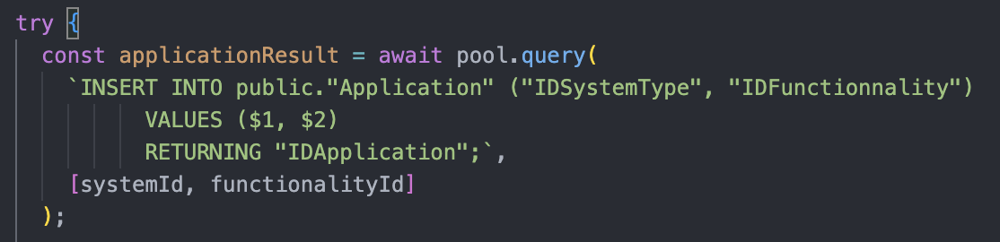 try {
const applicationResult = await pool.query(
`INSERT INTO public."Application" ("IDSystemType", "IDFunctionnality")
VALUES ($1, $2)
RETURNING "IDApplication";`,
[systemId, functionalityId]
);